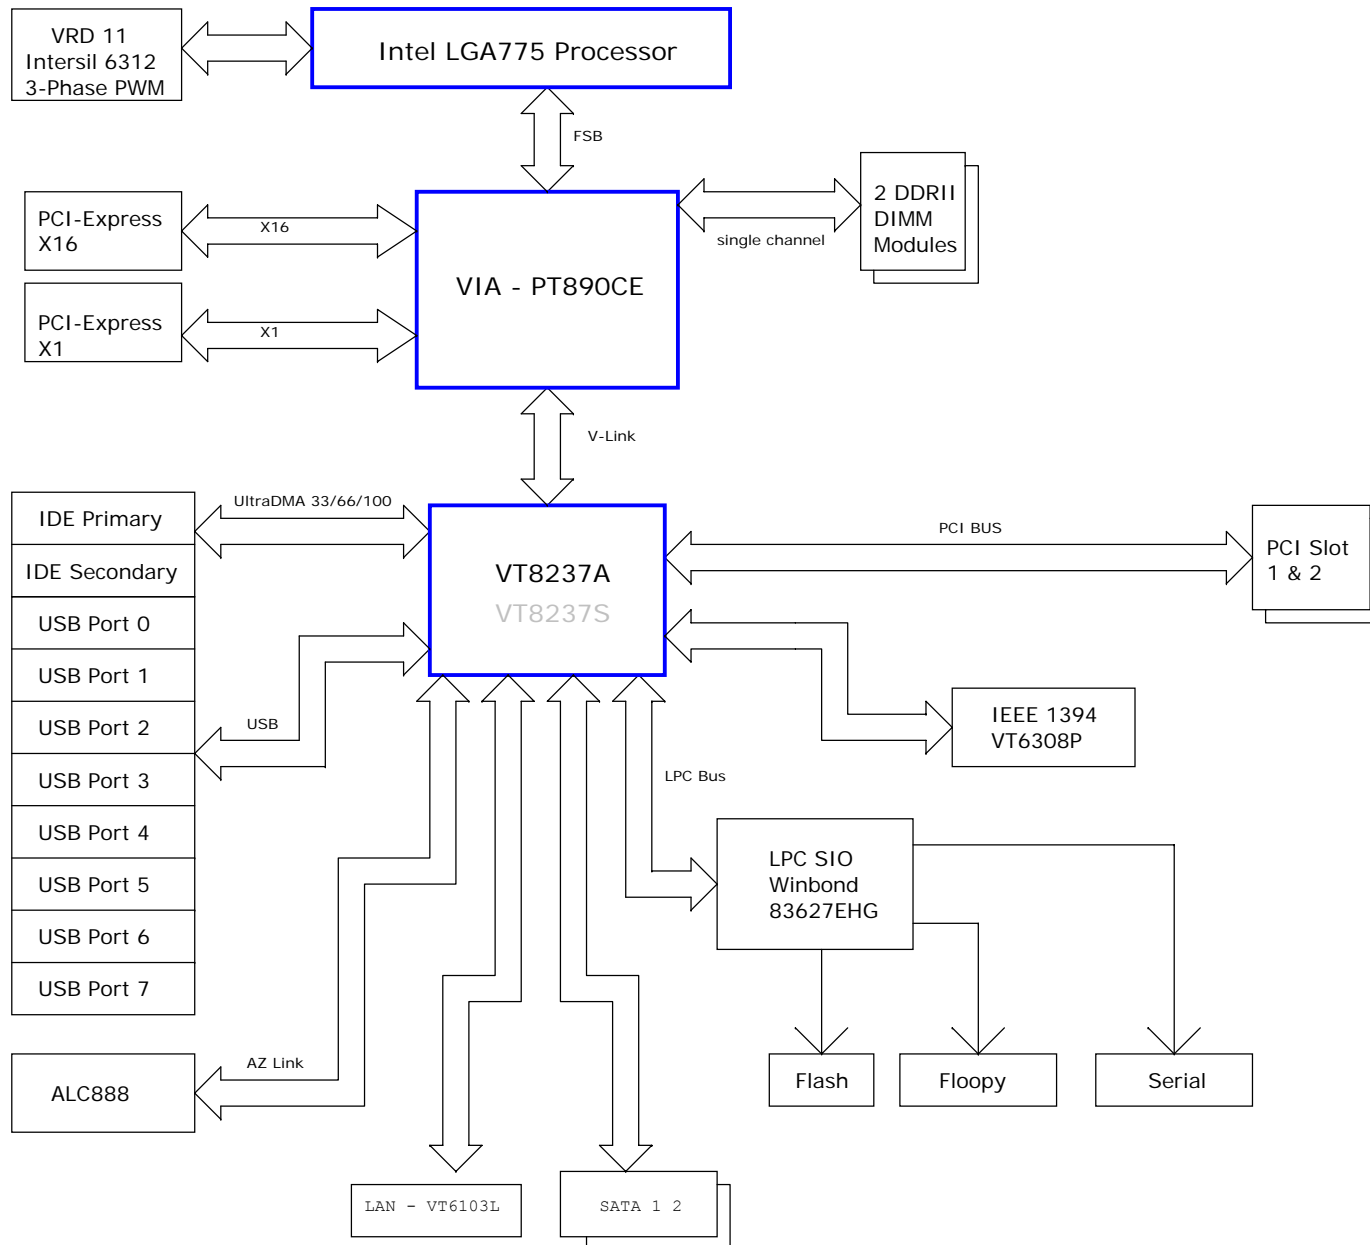 VRD 11
Intersil 6312
3-Phase PWM
Intel LGA775 Processor
FSB
PCI-Express
X16
X16
VIA - PT890CE
single channel
2 DDRII
DIMM
Modules
PCI-Express
X1
X1
V-Link
IDE Primary
UltraDMA 33/66/100
IDE Secondary
USB Port 0
USB Port 1
USB Port 2
USB Port 3
USB Port 4
USB Port 5
USB Port 6
USB Port 7
USB
VT8237A
VT8237S
PCI BUS
PCI Slot
1 & 2
IEEE 1394
VT6308P
LPC Bus
LPC SIO
Winbond
83627EHG
Flash
Floopy
Serial
ALC888
AZ Link
LAN - VT6103L
SATA 1 2